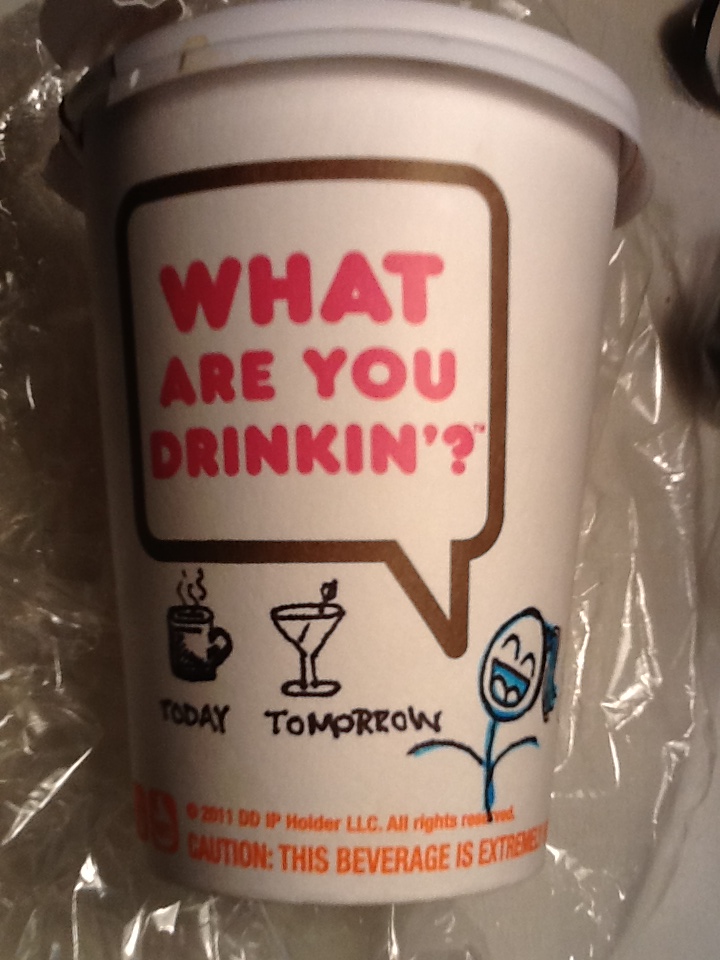 WHAT
ARE YOU
DRINKIN'?™
TODAY TOMORROW
© 2011 DD IP Holder LLC. All rights reserved.
CAUTION: THIS BEVERAGE IS EXTREMELY